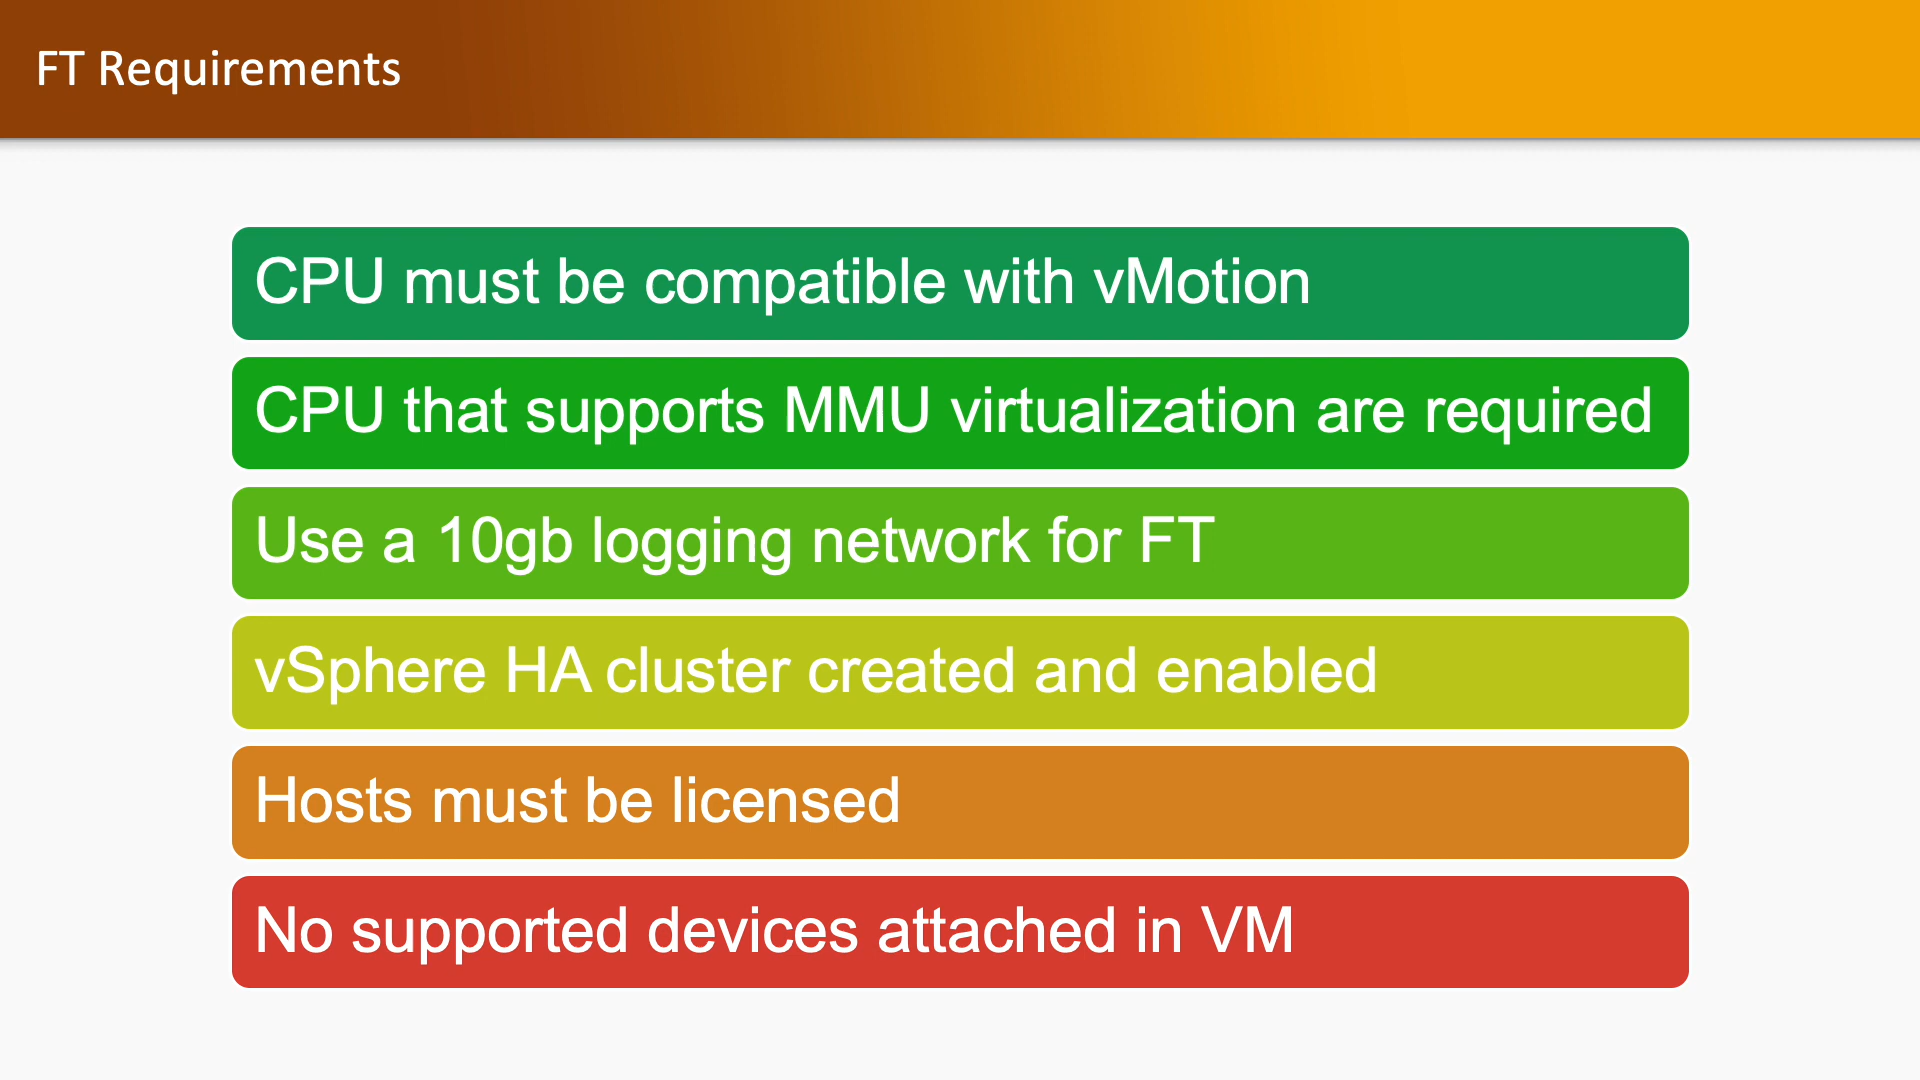 FT Requirements
CPU must be compatible with vMotion
CPU that supports MMU virtualization are required
Use a 10gb logging network for FT
vSphere HA cluster created and enabled
Hosts must be licensed
No supported devices attached in VM